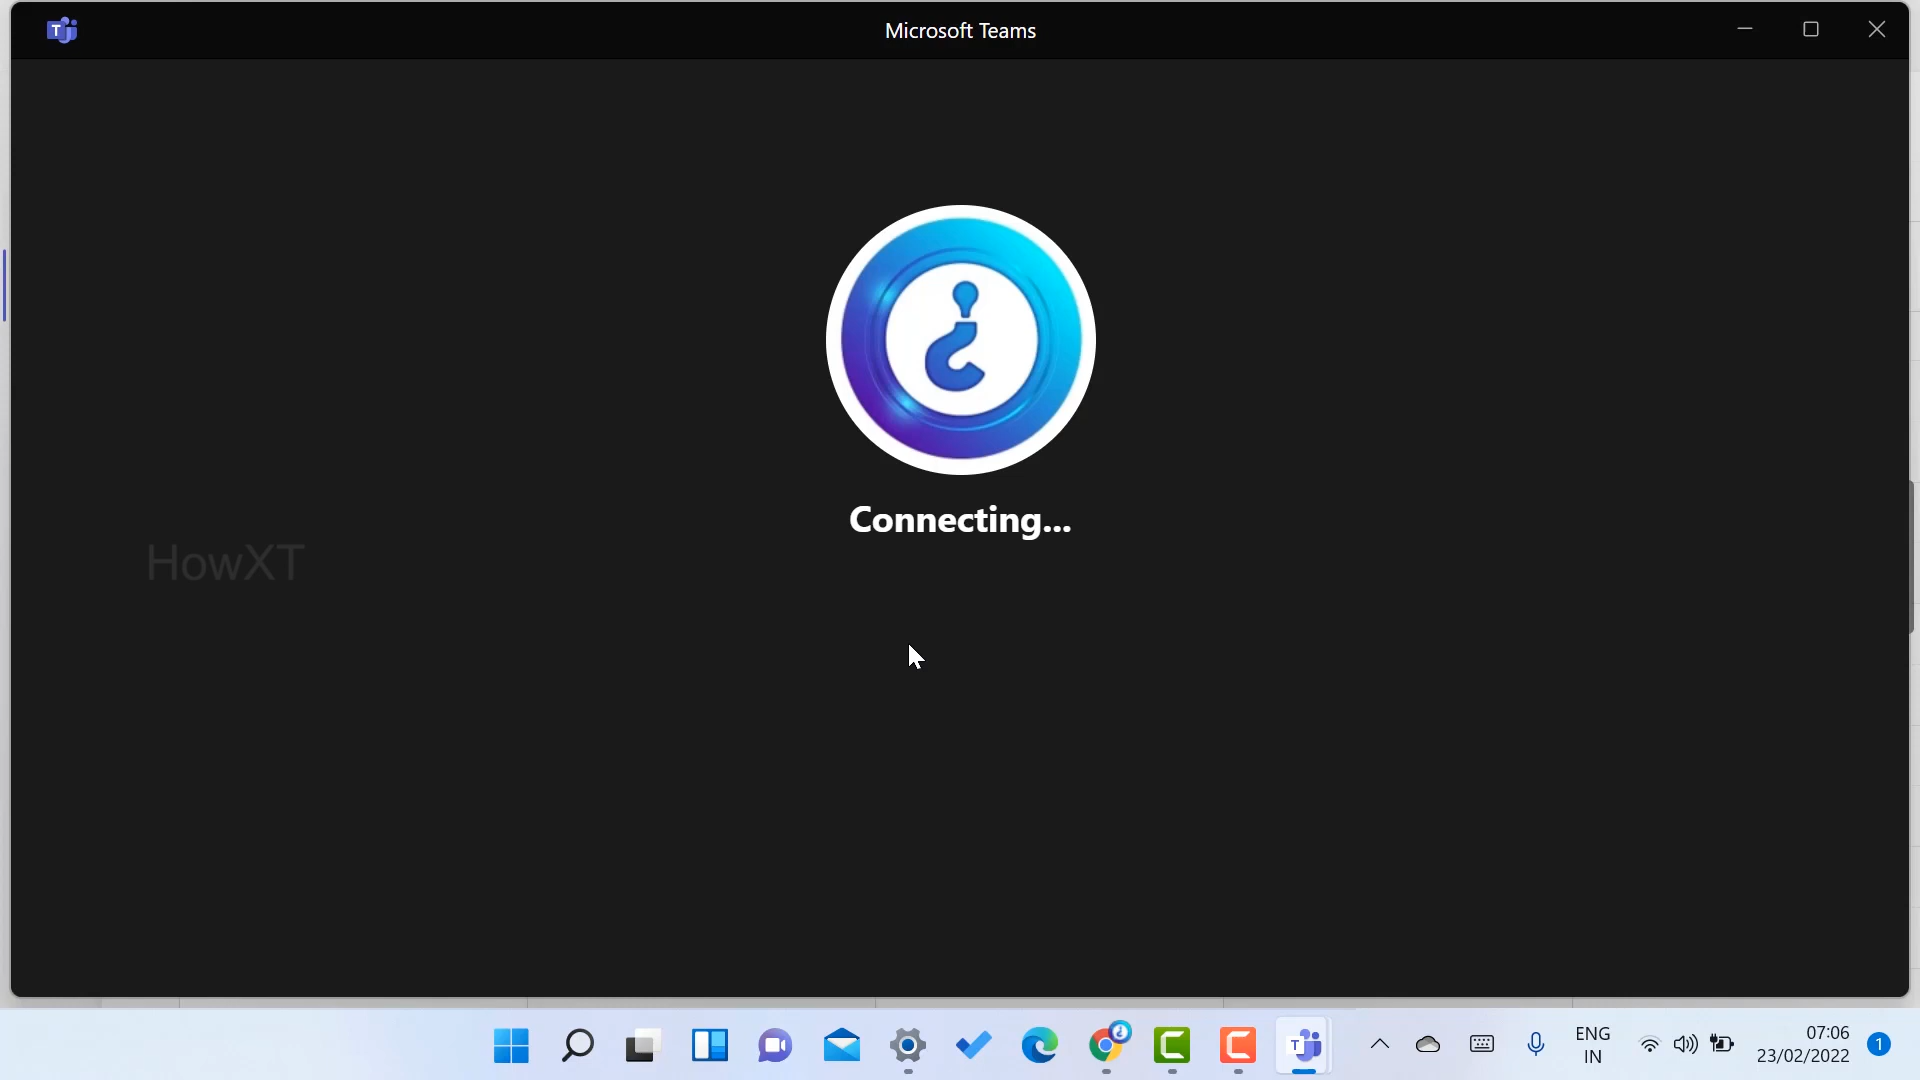 Microsoft Teams
Connecting...
HowXT
ENG
IN
07:06
23/02/2022
1